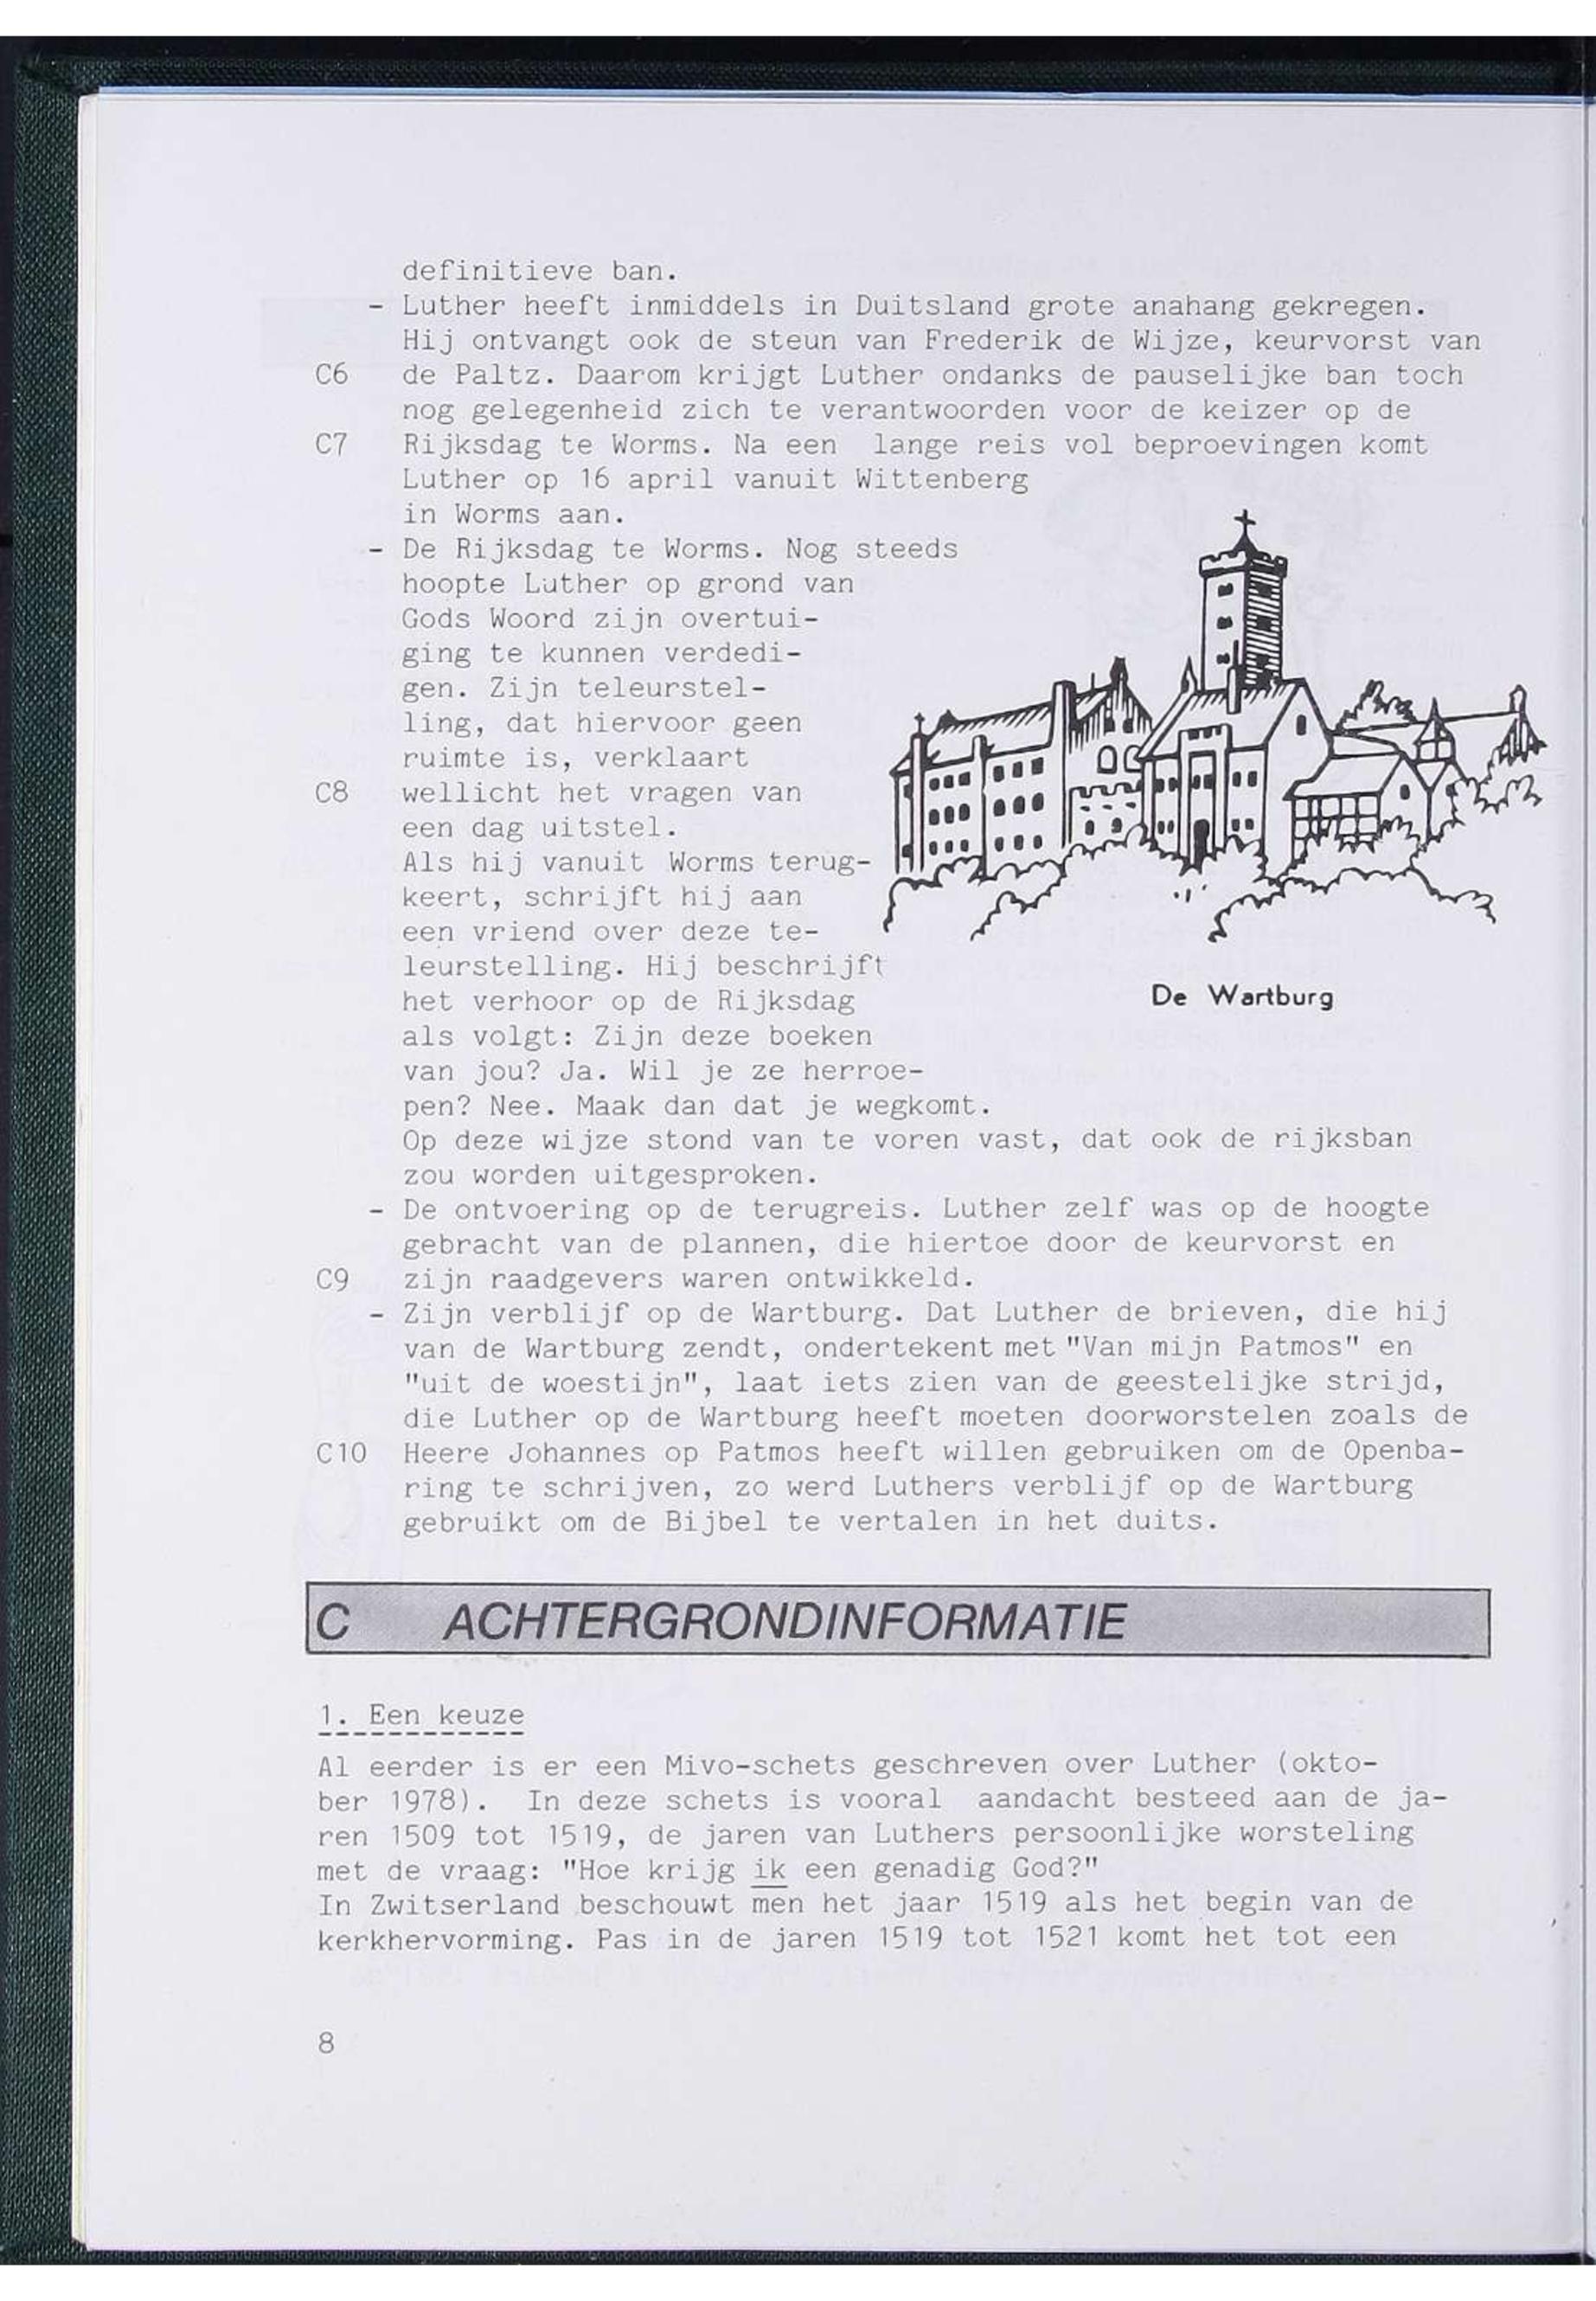 definitieve ban.
- Luther heeft inmiddels in Duitsland grote anahang gekregen.
Hij ontvangt ook de steun van Frederik de Wijze, keurvorst van
C6 de Paltz. Daarom krijgt Luther ondanks de pauselijke ban toch
nog gelegenheid zich te verantwoorden voor de keizer op de
C7 Rijksdag te Worms. Na een lange reis vol beproevingen komt
Luther op 16 april vanuit Wittenberg
in Worms aan.
- De Rijksdag te Worms. Nog steeds
hoopte Luther op grond van
Gods Woord zijn overtui-
ging te kunnen verdedi-
gen. Zijn teleurstel-
ling, dat hiervoor geen
ruimte is, verklaart
C8 wellicht het vragen van
een dag uitstel.
Als hij vanuit Worms terug-
keert, schrijft hij aan
een vriend over deze te-
leurstelling. Hij beschrijft
het verhoor op de Rijksdag
als volgt: Zijn deze boeken
van jou? Ja. Wil je ze herroe-
pen? Nee. Maak dan dat je wegkomt.
Op deze wijze stond van te voren vast, dat ook de rijksban
zou worden uitgesproken.
De Wartburg
- De ontvoering op de terugreis. Luther zelf was op de hoogte
gebracht van de plannen, die hiertoe door de keurvorst en
C9 zijn raadgevers waren ontwikkeld.
- Zijn verblijf op de Wartburg. Dat Luther de brieven, die hij
van de Wartburg zendt, ondertekent met "Van mijn Patmos" en
"uit de woestijn", laat iets zien van de geestelijke strijd,
die Luther op de Wartburg heeft moeten doorworstelen zoals de
C10 Heere Johannes op Patmos heeft willen gebruiken om de Openba-
ring te schrijven, zo werd Luthers verblijf op de Wartburg
gebruikt om de Bijbel te vertalen in het duits.
C ACHTERGRONDINFORMATIE
1. Een keuze
Al eerder is er een Mivo-schets geschreven over Luther (okto-
ber 1978). In deze schets is vooral aandacht besteed aan de ja-
ren 1509 tot 1519, de jaren van Luthers persoonlijke worsteling
met de vraag: "Hoe krijg ik een genadig God?"
In Zwitserland beschouwt men het jaar 1519 als het begin van de
kerkhervorming. Pas in de jaren 1519 tot 1521 komt het tot een
8